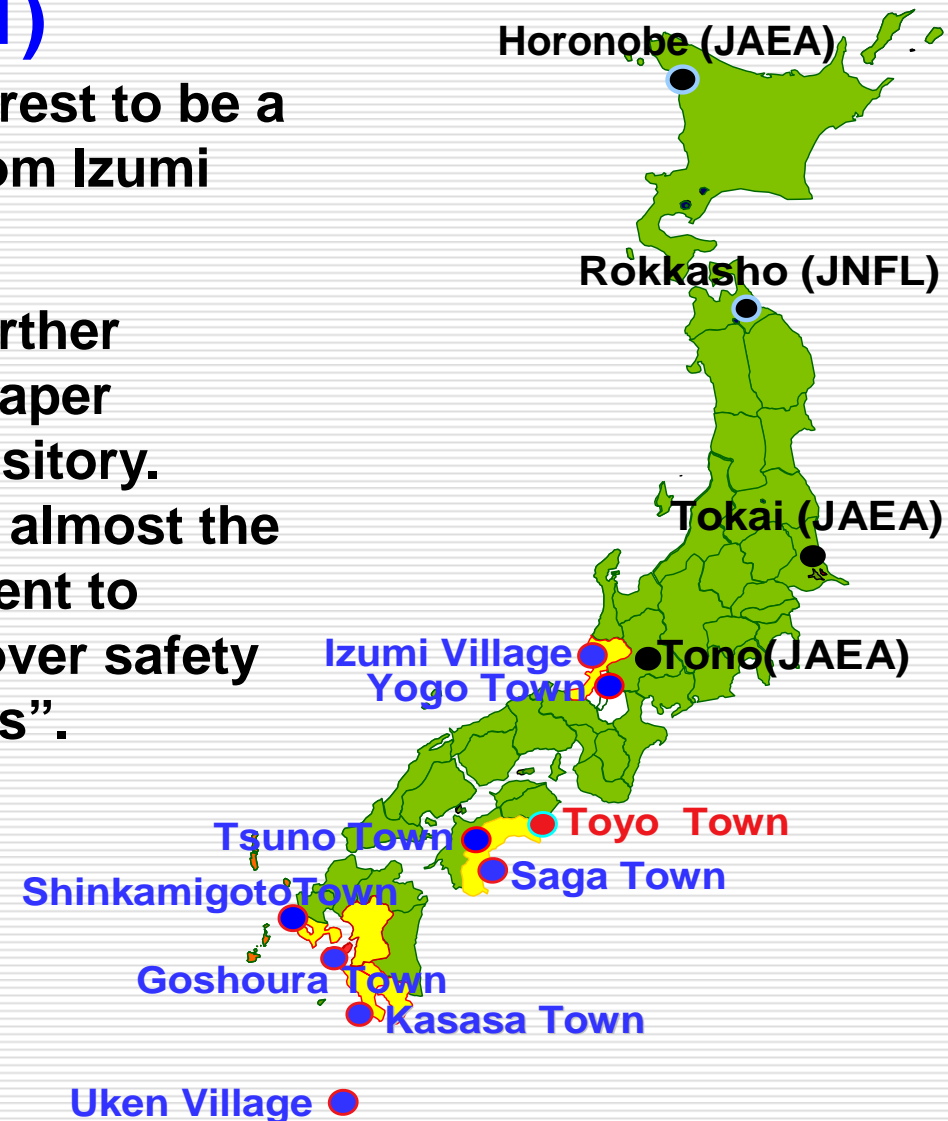 1)
rest to be a
om Izumi
rther
aper
sitory.
almost the
ent to
over safety
s”.
Horonobe (JAEA)
Rokkasho (JNFL)
Tokai (JAEA)
Izumi Village
Tono(JAEA)
Yogo Town
Toyo Town
Tsuno Town
Saga Town
ShinkamigotoTown
Goshoura Town
Kasasa Town
Uken Village